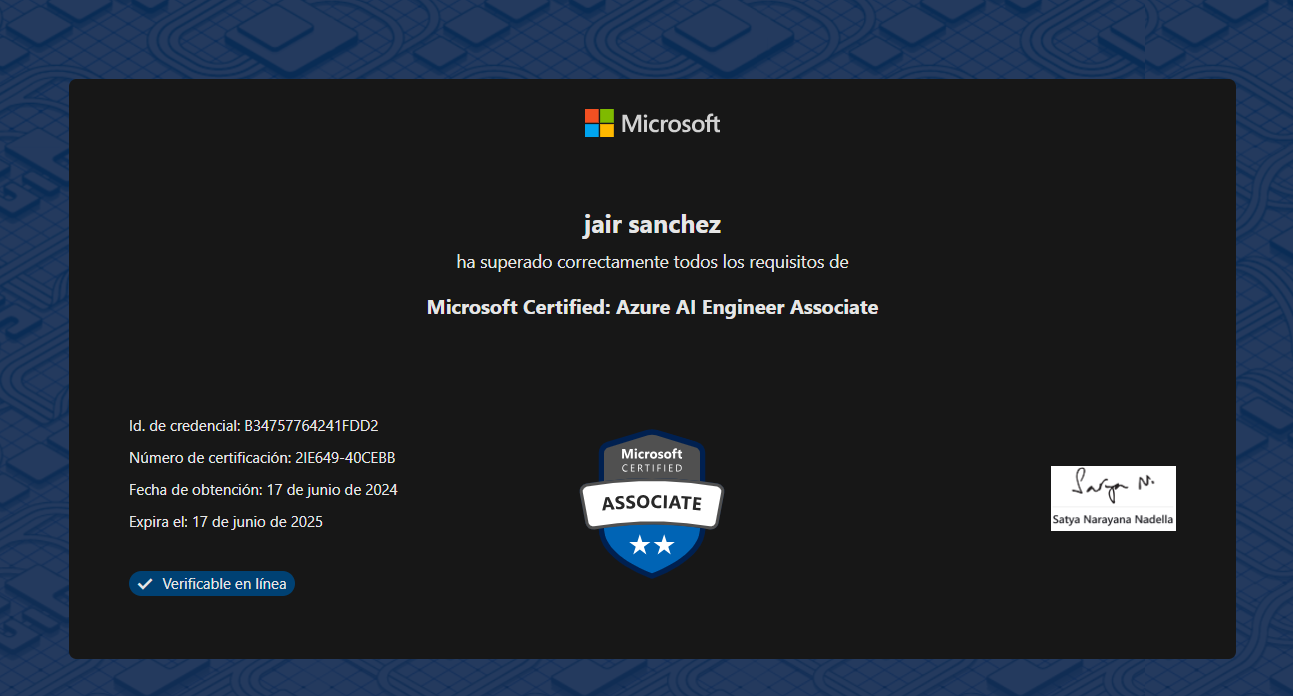 Microsoft
jair sanchez
ha superado correctamente todos los requisitos de
Microsoft Certified: Azure AI Engineer Associate
Id. de credencial: B34757764241FDD2
Número de certificación: 2IE649-40CEBB
Fecha de obtención: 17 de junio de 2024
Expira el: 17 de junio de 2025
Verificable en línea
Microsoft
CERTIFIED
ASSOCIATE
Satya N.
Satya Narayana Nadella